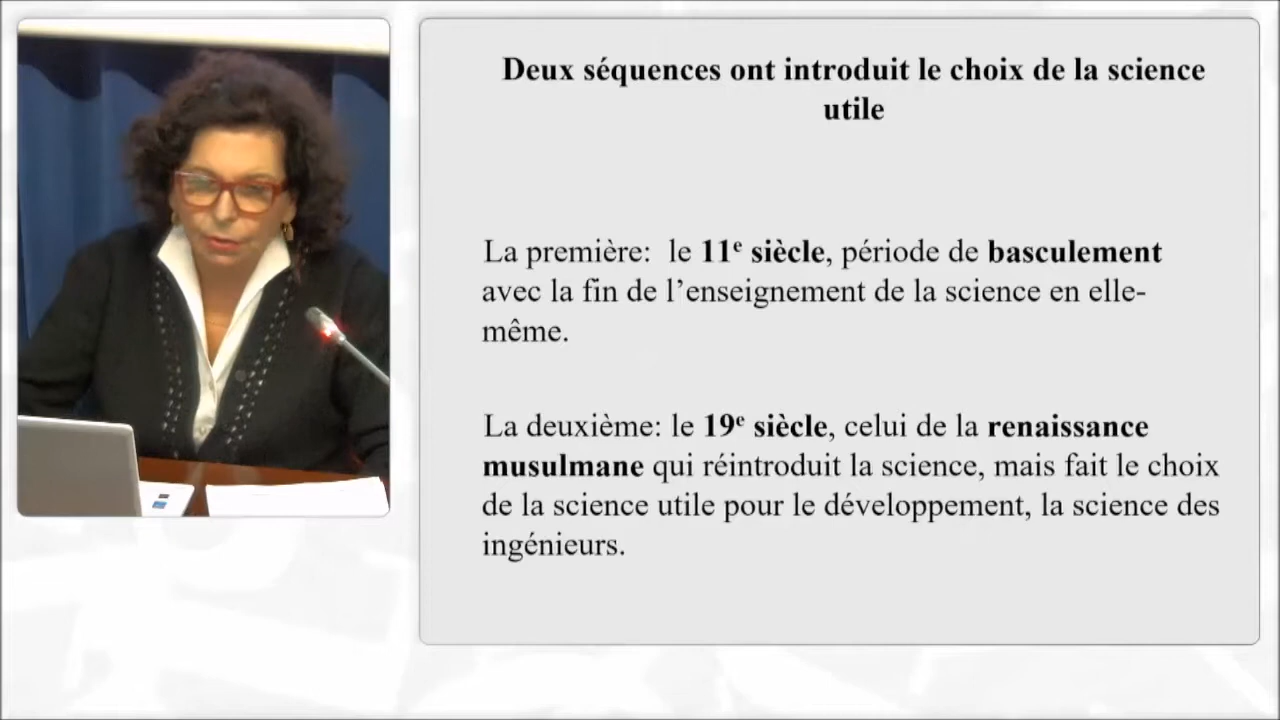 Deux séquences ont introduit le choix de la science
utile
La première:  le 11e siècle, période de basculement
avec la fin de l’enseignement de la science en elle-
même.
La deuxième: le 19e siècle, celui de la renaissance
musulmane qui réintroduit la science, mais fait le choix
de la science utile pour le développement, la science des
ingénieurs.